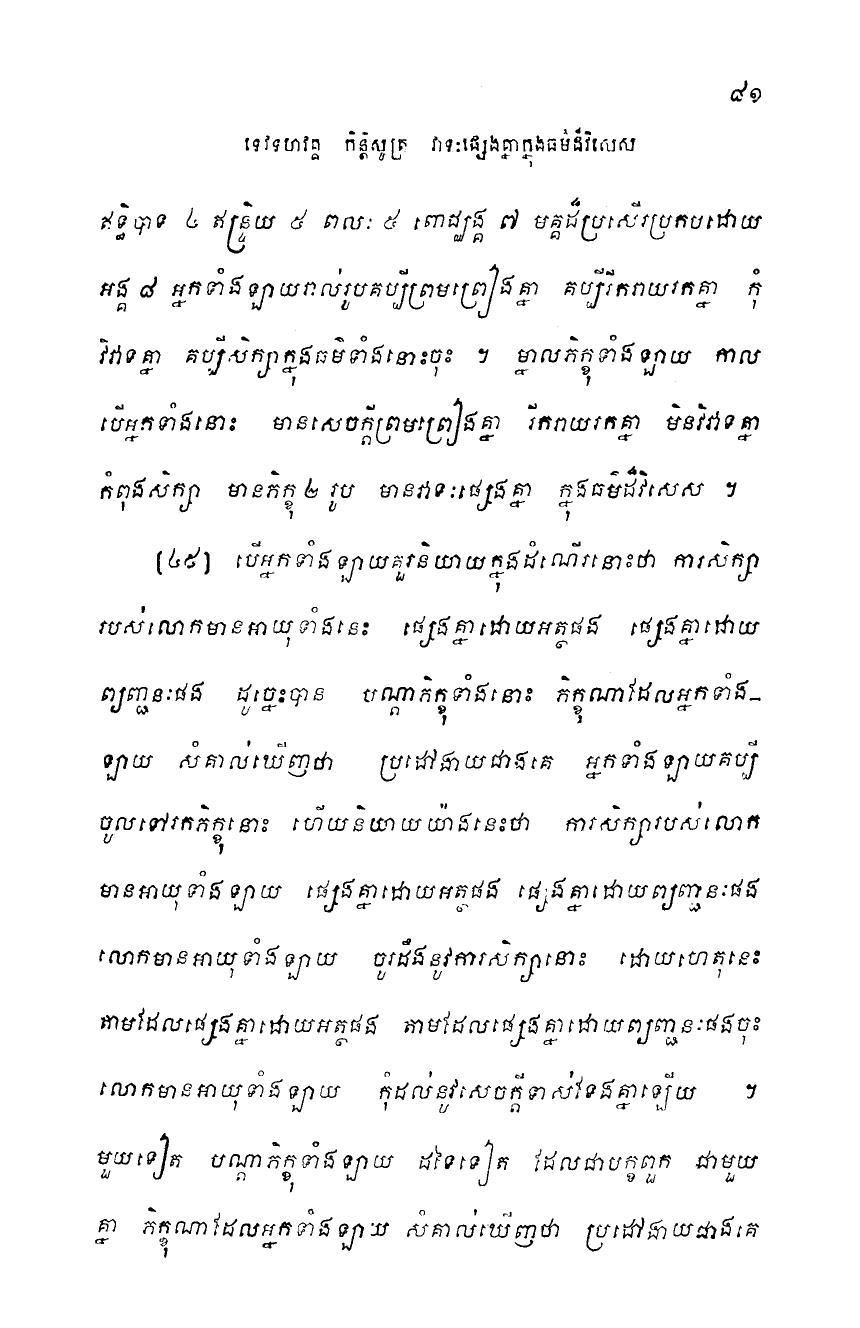 ៨១
ទេវទហវគ្គ កិន្តិសូត្រ វាទៈផ្សេងគ្នាក្នុងធម៌ដ៏វិសេស
ឥទ្ធិបាទ ៤ ឥន្ទ្រិយ ៥ ពលៈ ៥ ពោជ្ឈង្គ ៧ មគ្គដ៏ប្រសើរប្រកបដោយ
អង្គ ៨ អ្នកទាំងឡាយរាល់រូបគប្បីព្រមព្រៀងគ្នា គប្បីរីករាយរកគ្នា កុំ
វិវាទគ្នា គប្បីសិក្សាក្នុងធម៌ទាំងនោះចុះ ។ ម្នាលភិក្ខុទាំងឡាយ កាល
បើអ្នកទាំងនោះ មានសេចក្តីព្រមព្រៀងគ្នា រីករាយរកគ្នា មិនវិវាទគ្នា
កំពុងសិក្សា មានភិក្ខុ ២ រូប មានវាទៈផ្សេងគ្នា ក្នុងធម៌ដ៏វិសេស ។
[៤៩] បើអ្នកទាំងឡាយគួរនិយាយក្នុងដំណើរនោះថា ការសិក្សា
របស់លោកមានអាយុទាំងនេះ ផ្សេងគ្នាដោយអត្ថផង ផ្សេងគ្នាដោយ
ព្យញ្ជនៈផង ដូច្នេះបាន បណ្តាភិក្ខុទាំងនោះ ភិក្ខុណាដែលអ្នកទាំង-
ឡាយ សំគាល់ឃើញថា ប្រដៅងាយជាងគេ អ្នកទាំងឡាយគប្បី
ចូលទៅរកភិក្ខុនោះ ហើយនិយាយយ៉ាងនេះថា ការសិក្សារបស់លោក
មានអាយុទាំងឡាយ ផ្សេងគ្នាដោយអត្ថផង ផ្សេងគ្នាដោយព្យញ្ជនៈផង
លោកមានអាយុទាំងឡាយ ចូរដឹងនូវការសិក្សានោះ ដោយហេតុនេះ
តាមដែលផ្សេងគ្នាដោយអត្ថផង តាមដែលផ្សេងគ្នាដោយព្យញ្ជនៈផងចុះ
លោកមានអាយុទាំងឡាយ កុំដល់នូវសេចក្តីទាស់ទែងគ្នាឡើយ ។
មួយទៀត បណ្តាភិក្ខុទាំងឡាយ ដទៃទៀត ដែលជាបក្ខពួក ជាមួយ
គ្នា ភិក្ខុណាដែលអ្នកទាំងឡាយ សំគាល់ឃើញថា ប្រដៅងាយជាងគេ